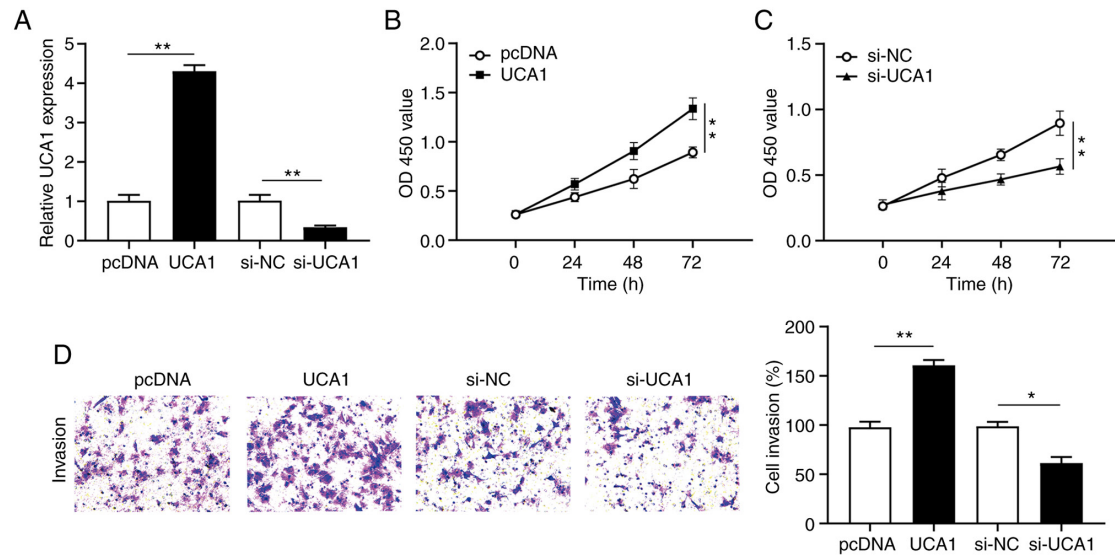 A
Relative UCA1 expression
5
4
3
2
1
0
**
**
pcDNA UCA1 si-NC si-UCA1
B
OD 450 value
2.0
1.5
1.0
0.5
0.0
pcDNA
UCA1
**
0 24 48 72
Time (h)
C
OD 450 value
1.5
1.0
0.5
0.0
si-NC
si-UCA1
**
0 24 48 72
Time (h)
D
pcDNA UCA1 si-NC si-UCA1
Invasion
Cell invasion (%)
200
150
100
50
0
**
*
pcDNA UCA1 si-NC si-UCA1